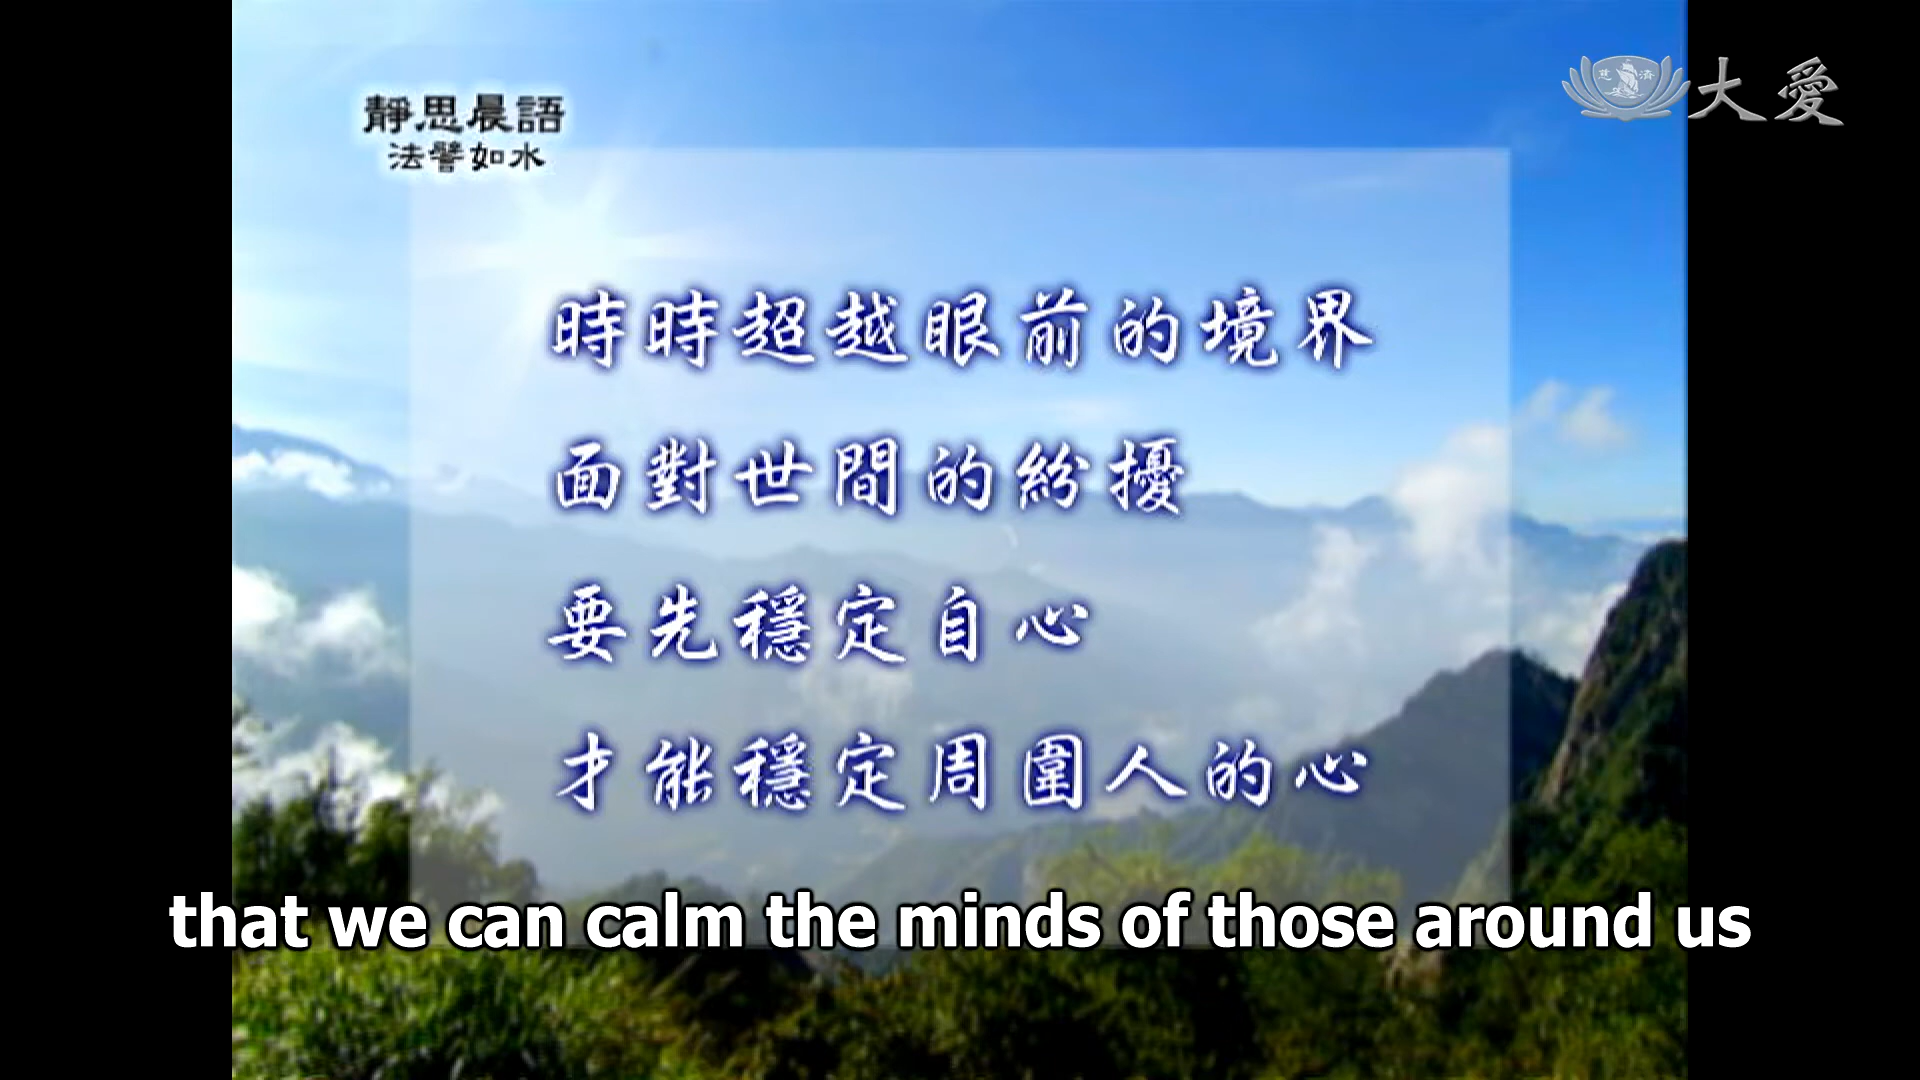 靜思晨語
法譬如水
慈濟
大愛
時時超越眼前的境界
面對世間的紛擾
要先穩定自心
才能穩定周圍人的心
that we can calm the minds of those around us